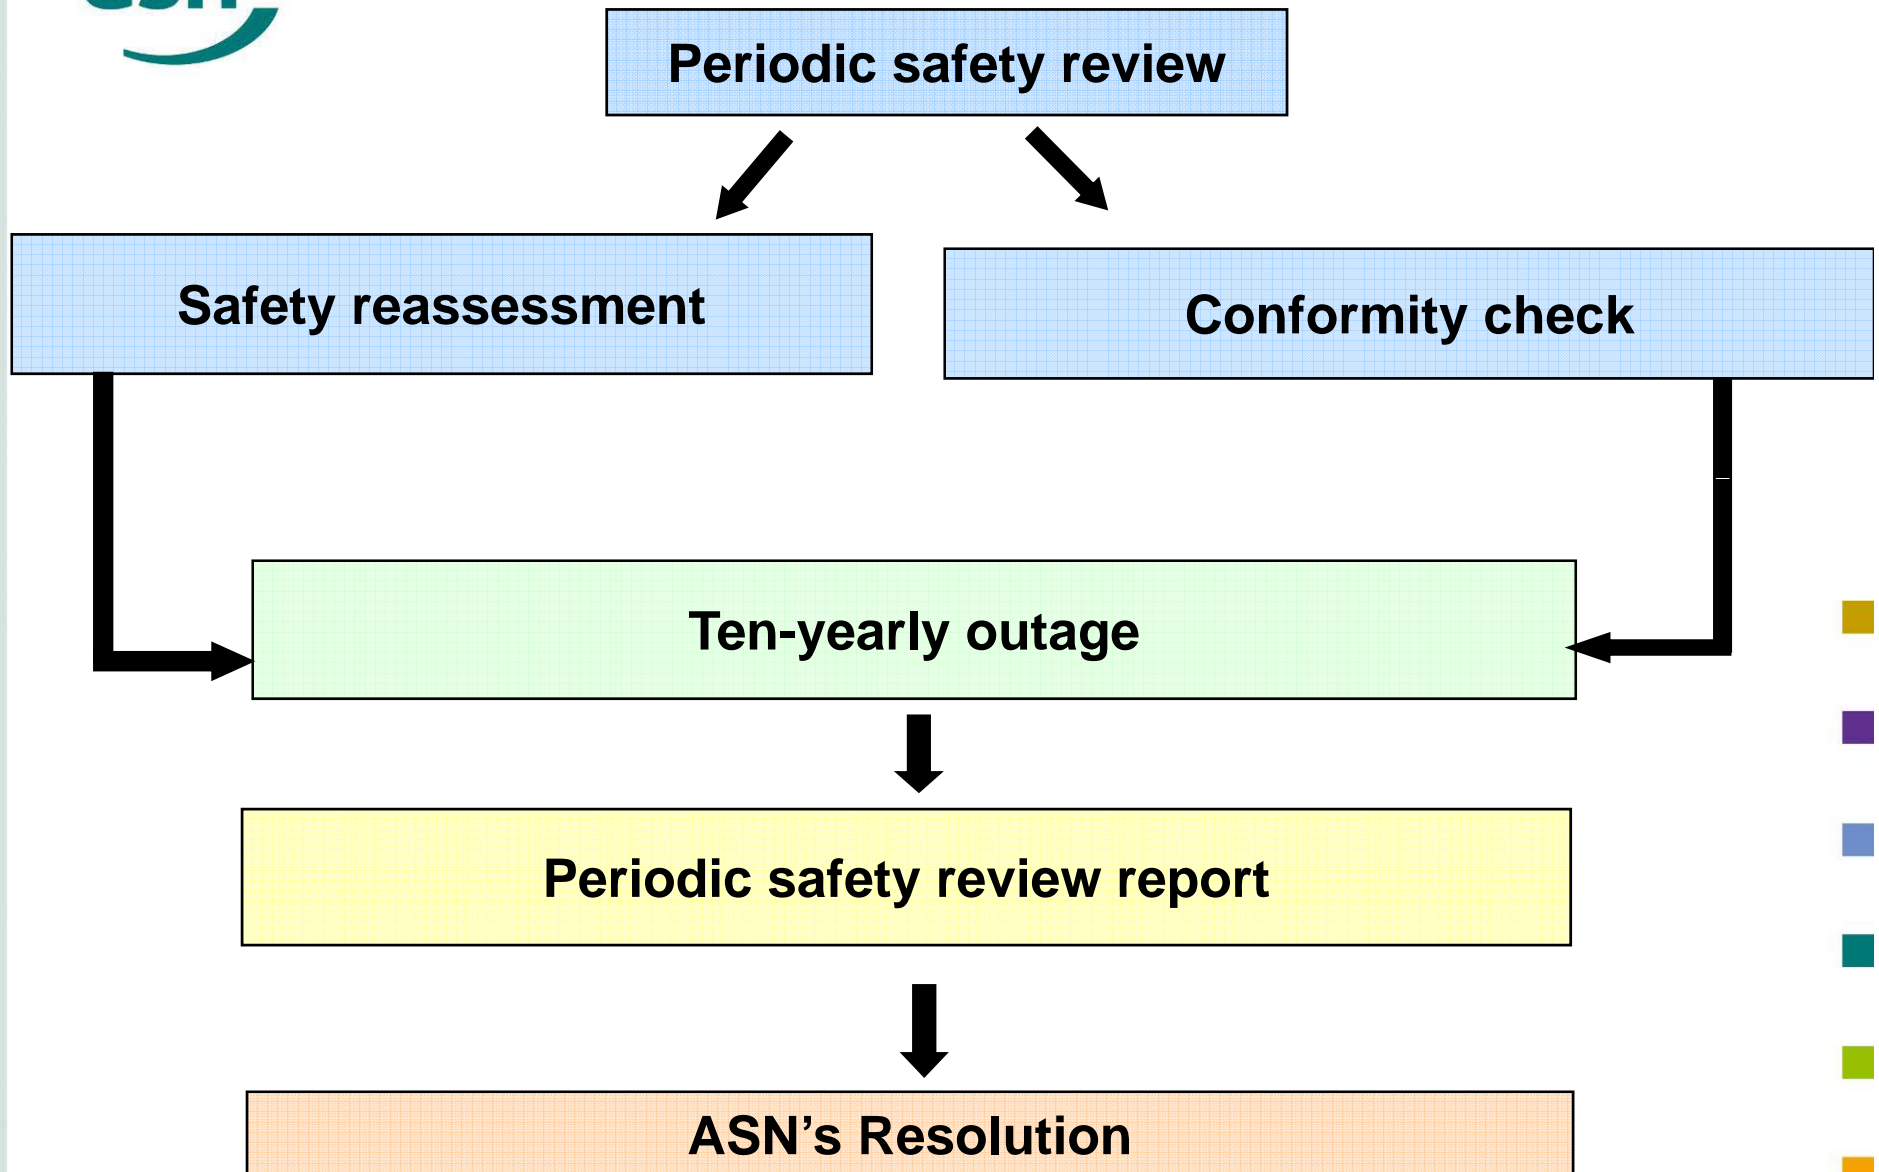 Periodic safety review
Safety reassessment
Conformity check
Ten-yearly outage
Periodic safety review report
ASN’s Resolution